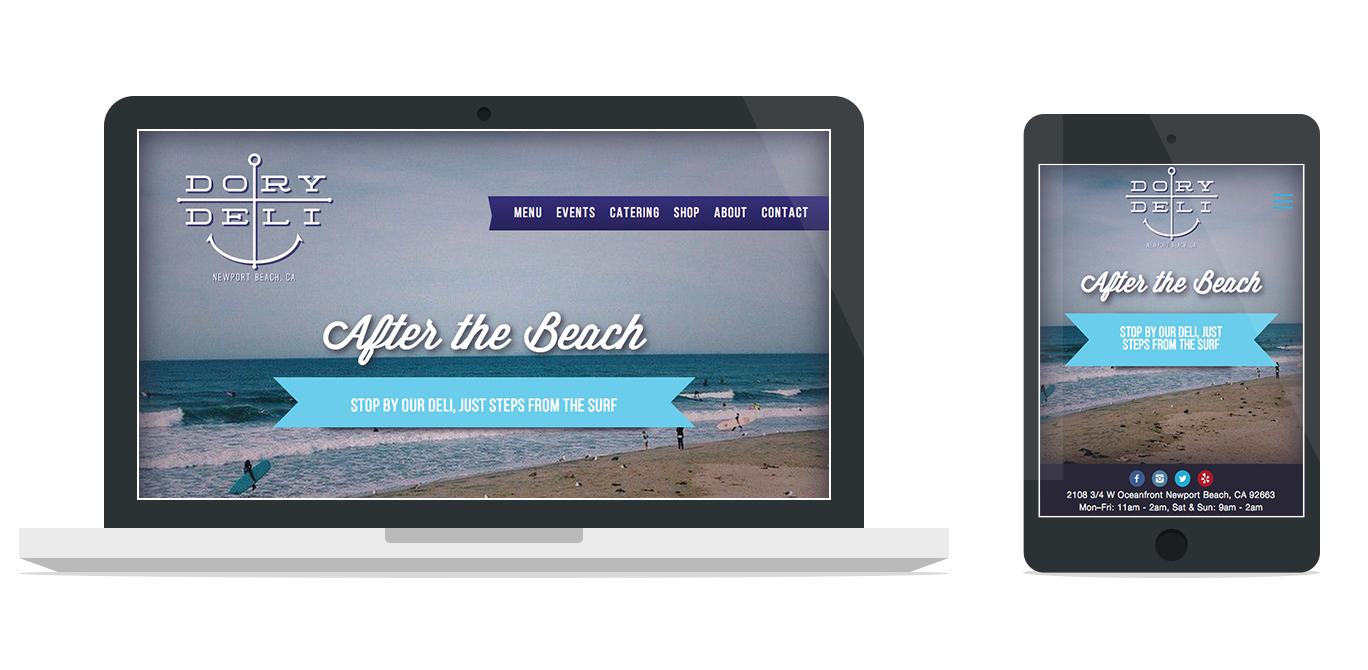 DORY
DELI
NEWPORT BEACH, CA
MENU EVENTS CATERING SHOP ABOUT CONTACT
After the Beach
STOP BY OUR DELI, JUST STEPS FROM THE SURF
DORY
DELI
NEWPORT BEACH, CA
After the Beach
STOP BY OUR DELI, JUST
STEPS FROM THE SURF
2108 3/4 W Oceanfront Newport Beach, CA 92663
Mon–Fri: 11am - 2am, Sat & Sun: 9am - 2am